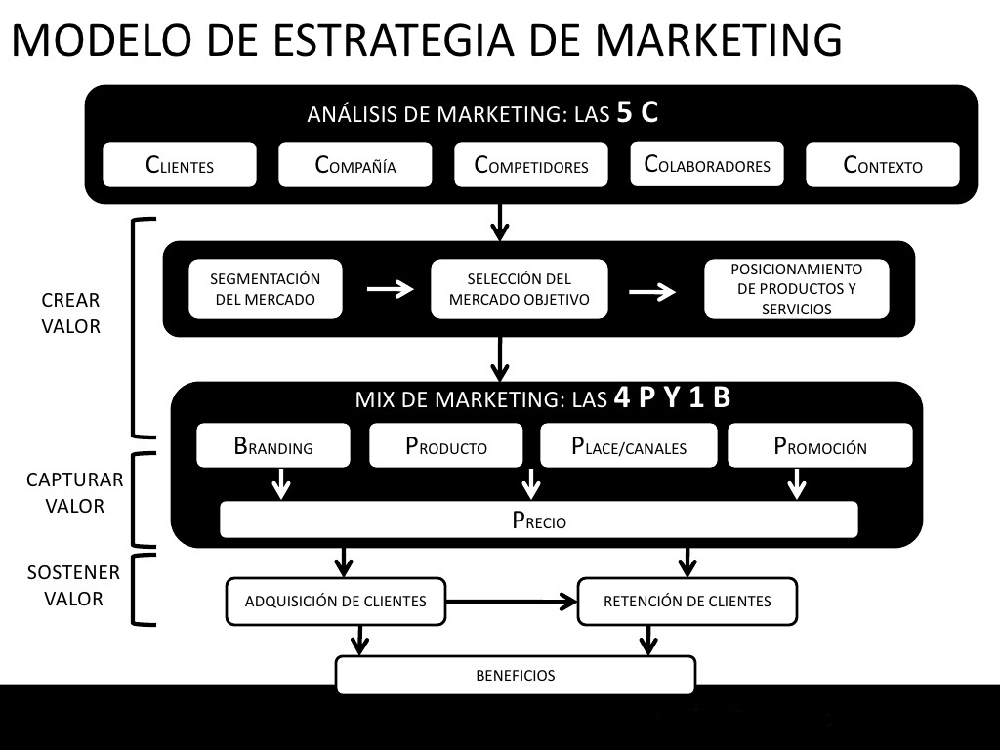 MODELO DE ESTRATEGIA DE MARKETING
ANÁLISIS DE MARKETING: LAS 5 C
CLIENTES
COMPAÑÍA
COMPETIDORES
COLABORADORES
CONTEXTO
CREAR
VALOR
SEGMENTACIÓN
DEL MERCADO
SELECCIÓN DEL
MERCADO OBJETIVO
POSICIONAMIENTO
DE PRODUCTOS Y
SERVICIOS
MIX DE MARKETING: LAS 4 P Y 1 B
BRANDING
PRODUCTO
PLACE/CANALES
PROMOCIÓN
CAPTURAR
VALOR
PRECIO
SOSTENER
VALOR
ADQUISICIÓN DE CLIENTES
RETENCIÓN DE CLIENTES
BENEFICIOS